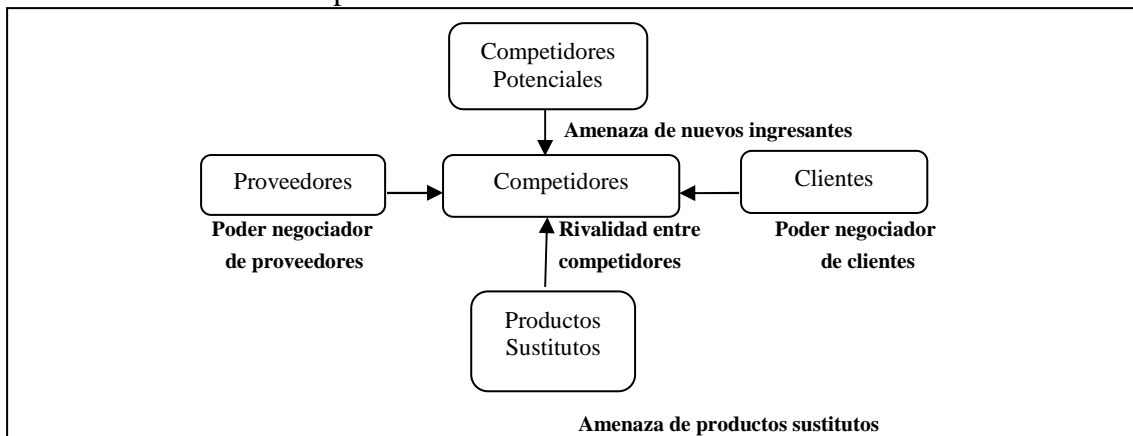 Competidores
Potenciales
Amenaza de nuevos ingresantes
Proveedores
Competidores
Clientes
Poder negociador
de proveedores
Rivalidad entre
competidores
Poder negociador
de clientes
Productos
Sustitutos
Amenaza de productos sustitutos